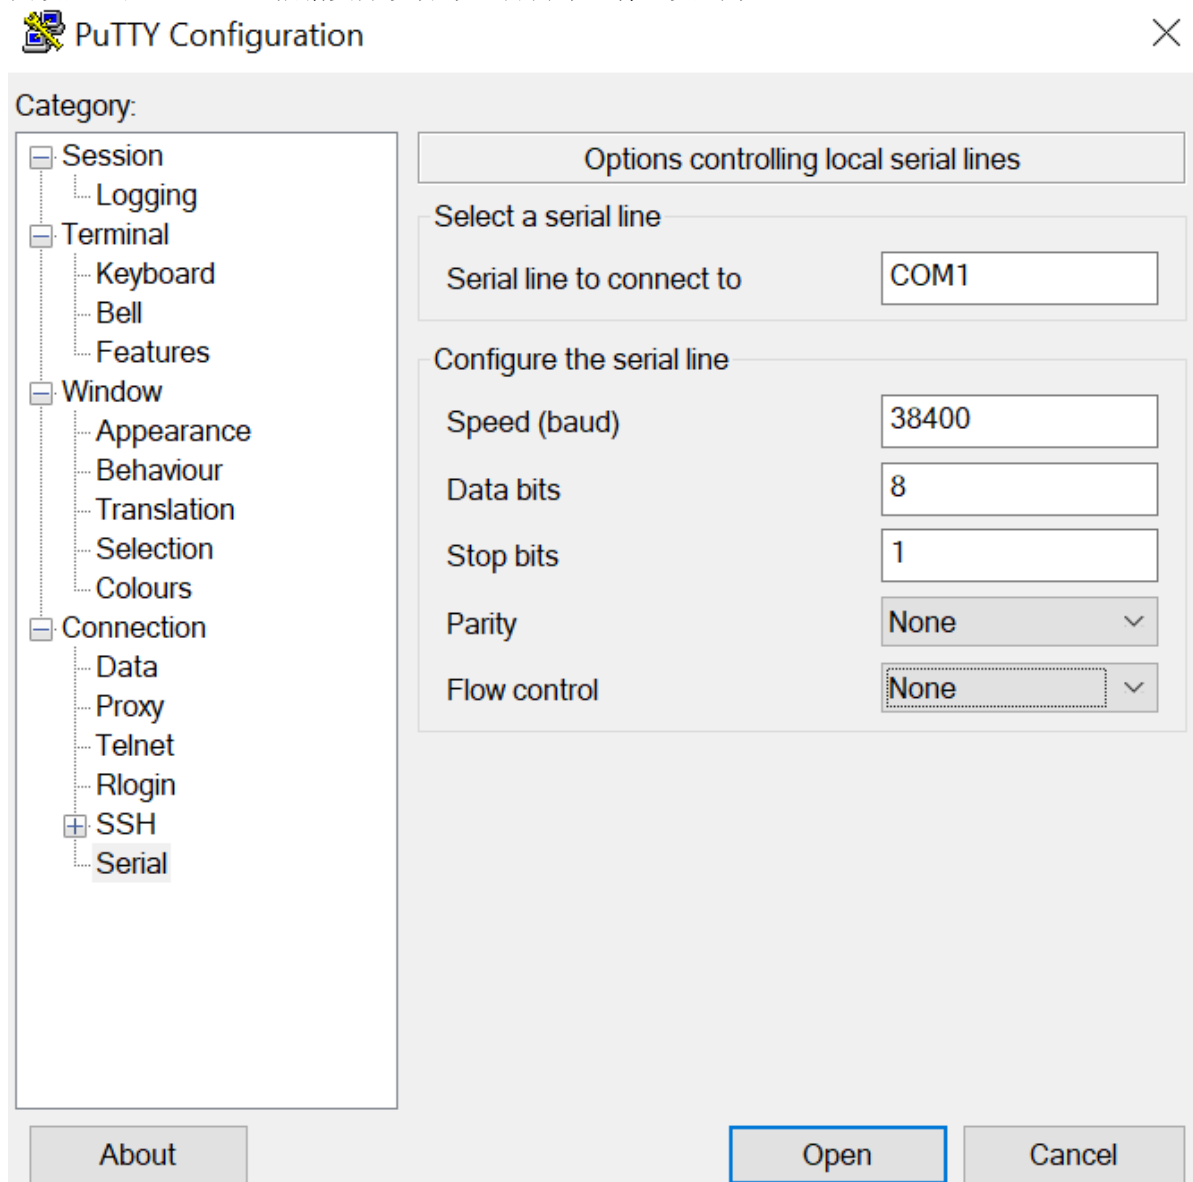 PuTTY Configuration
Category:
Session
Logging
Terminal
Keyboard
Bell
Features
Window
Appearance
Behaviour
Translation
Selection
Colours
Connection
Data
Proxy
Telnet
Rlogin
SSH
Serial
Options controlling local serial lines
Select a serial line
Serial line to connect to COM1
Configure the serial line
Speed (baud) 38400
Data bits 8
Stop bits 1
Parity None
Flow control None
About
Open
Cancel